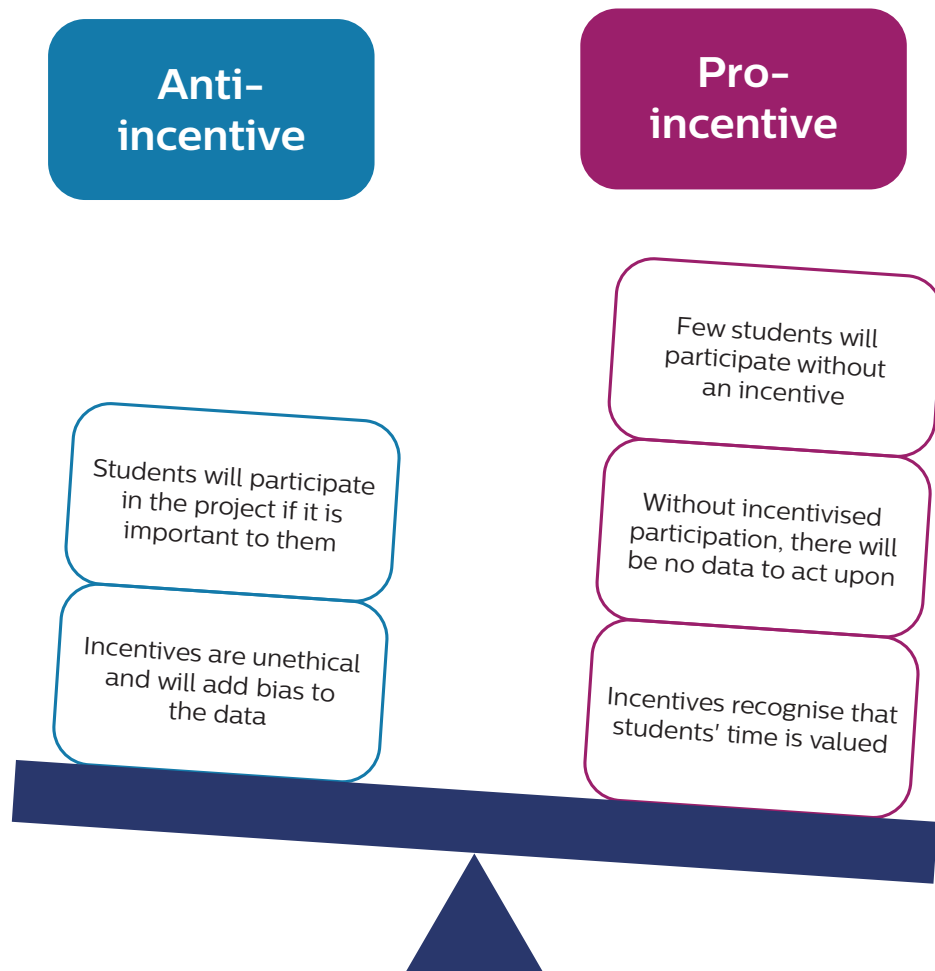 Anti-
incentive
Pro-
incentive
Students will participate
in the project if it is
important to them
Incentives are unethical
and will add bias to
the data
Few students will
participate without
an incentive
Without incentivised
participation, there will
be no data to act upon
Incentives recognise that
students' time is valued